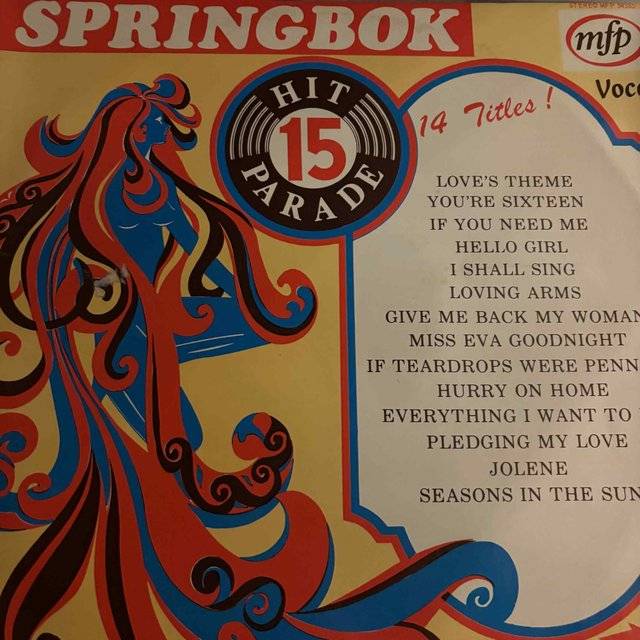 SPRINGBOK
STEREO MFP
mfp
HIT
15
PARADE
14 Titles!
LOVE'S THEME
YOU'RE SIXTEEN
IF YOU NEED ME
HELLO GIRL
I SHALL SING
LOVING ARMS
GIVE ME BACK MY WOMAN
MISS EVA GOODNIGHT
IF TEARDROPS WERE PENN
HURRY ON HOME
EVERYTHING I WANT TO
PLEDGING MY LOVE
JOLENE
SEASONS IN THE SUN